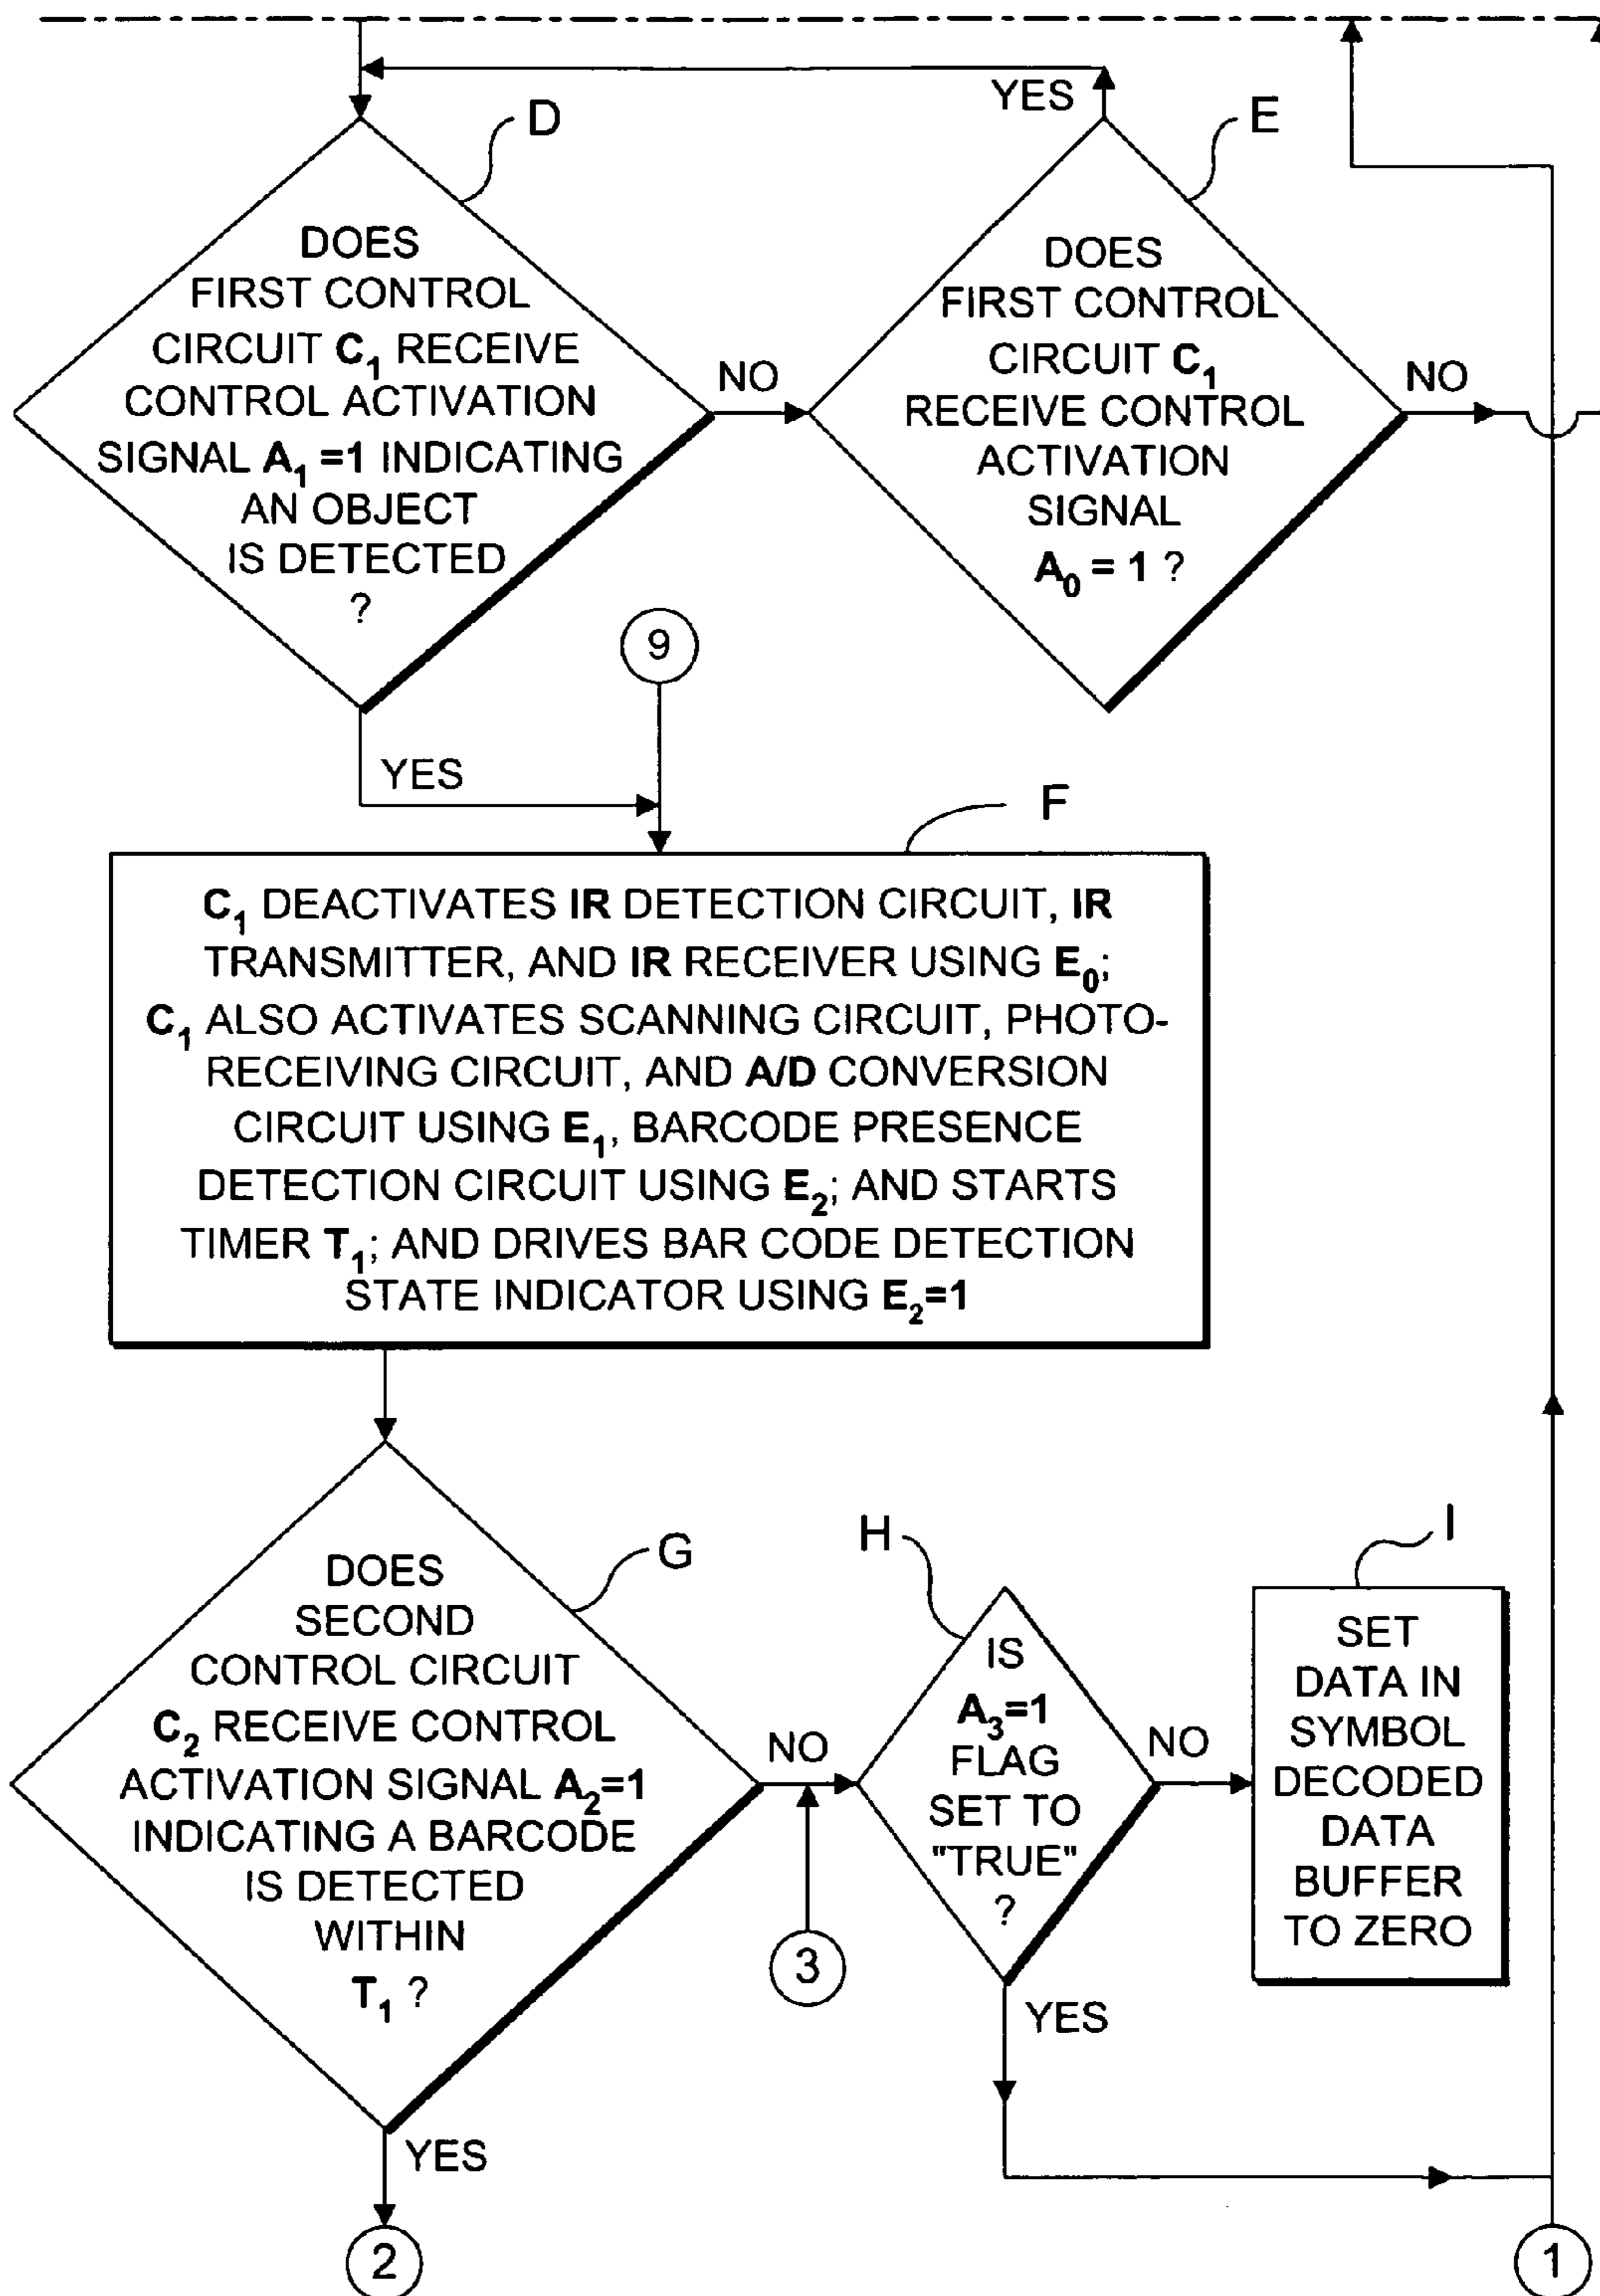 YES
D
E
DOES
FIRST CONTROL
CIRCUIT C₁ RECEIVE
CONTROL ACTIVATION
SIGNAL A₁ =1 INDICATING
AN OBJECT
IS DETECTED
?
NO
DOES
FIRST CONTROL
CIRCUIT C₁
RECEIVE CONTROL
ACTIVATION
SIGNAL
A₀ = 1 ?
NO
9
YES
F
C₁ DEACTIVATES IR DETECTION CIRCUIT, IR
TRANSMITTER, AND IR RECEIVER USING E₀;
C₁ ALSO ACTIVATES SCANNING CIRCUIT, PHOTO-
RECEIVING CIRCUIT, AND A/D CONVERSION
CIRCUIT USING E₁, BARCODE PRESENCE
DETECTION CIRCUIT USING E₂; AND STARTS
TIMER T₁; AND DRIVES BAR CODE DETECTION
STATE INDICATOR USING E₂=1
G
DOES
SECOND
CONTROL CIRCUIT
C₂ RECEIVE CONTROL
ACTIVATION SIGNAL A₂=1
INDICATING A BARCODE
IS DETECTED
WITHIN
T₁ ?
NO
3
H
IS
A₃=1
FLAG
SET TO
"TRUE"
?
NO
I
SET
DATA IN
SYMBOL
DECODED
DATA
BUFFER
TO ZERO
YES
YES
2
1